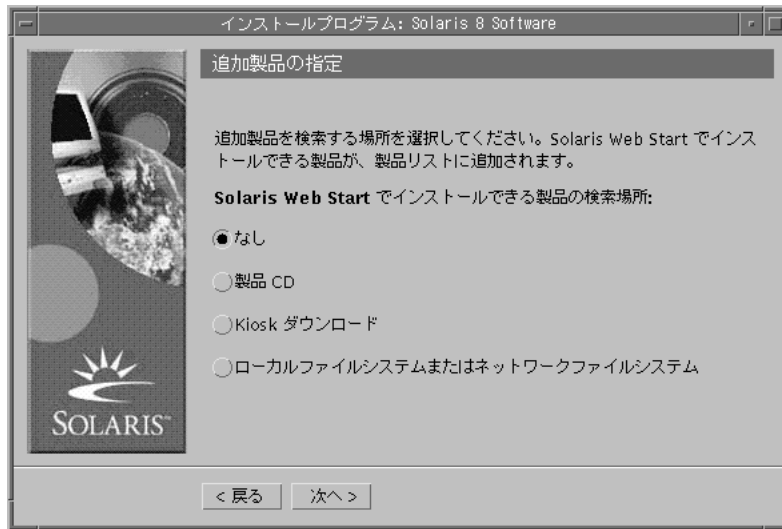 インストールプログラム: Solaris 8 Software
追加製品の指定
追加製品を検索する場所を選択してください。Solaris Web Start でインス
トールできる製品が、製品リストに追加されます。
Solaris Web Start でインストールできる製品の検索場所:
なし
製品 CD
Kiosk ダウンロード
ローカルファイルシステムまたはネットワークファイルシステム
SOLARIS™
< 戻る
次へ >